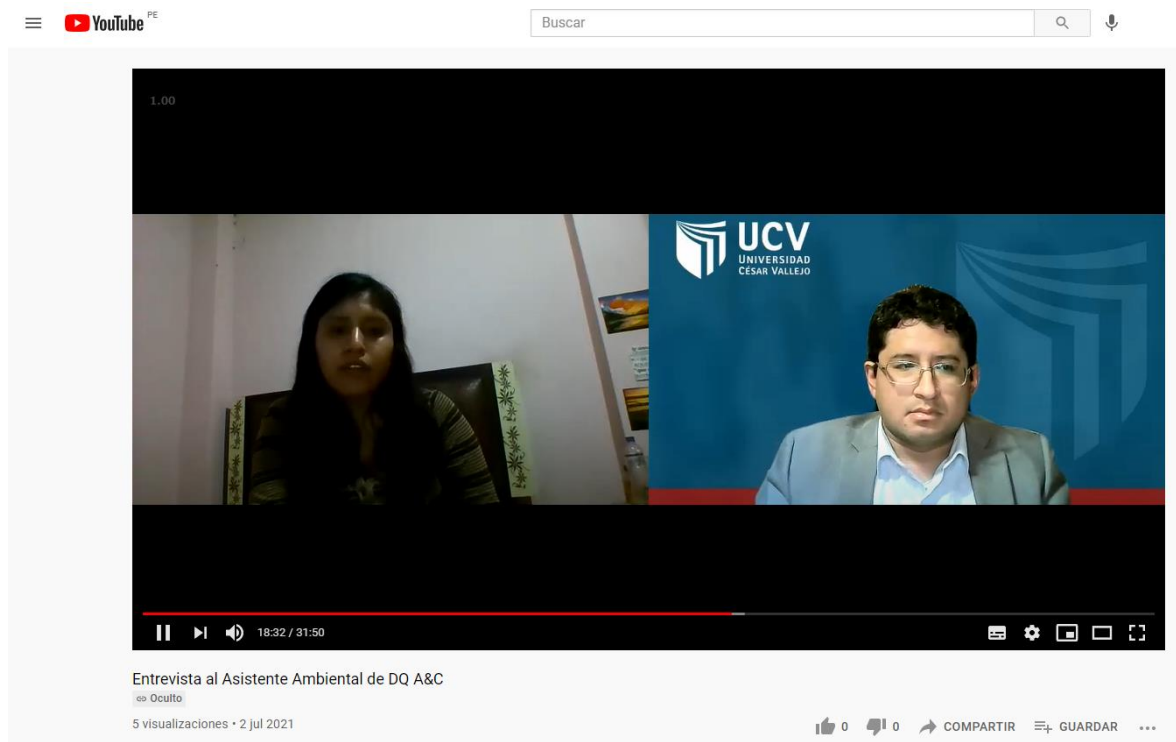 YouTube PE
Buscar
1.00
UCV
UNIVERSIDAD
CÉSAR VALLEJO
18:32 / 31:50
Entrevista al Asistente Ambiental de DQ A&C
Oculto
5 visualizaciones • 2 jul 2021
0 0 COMPARTIR GUARDAR